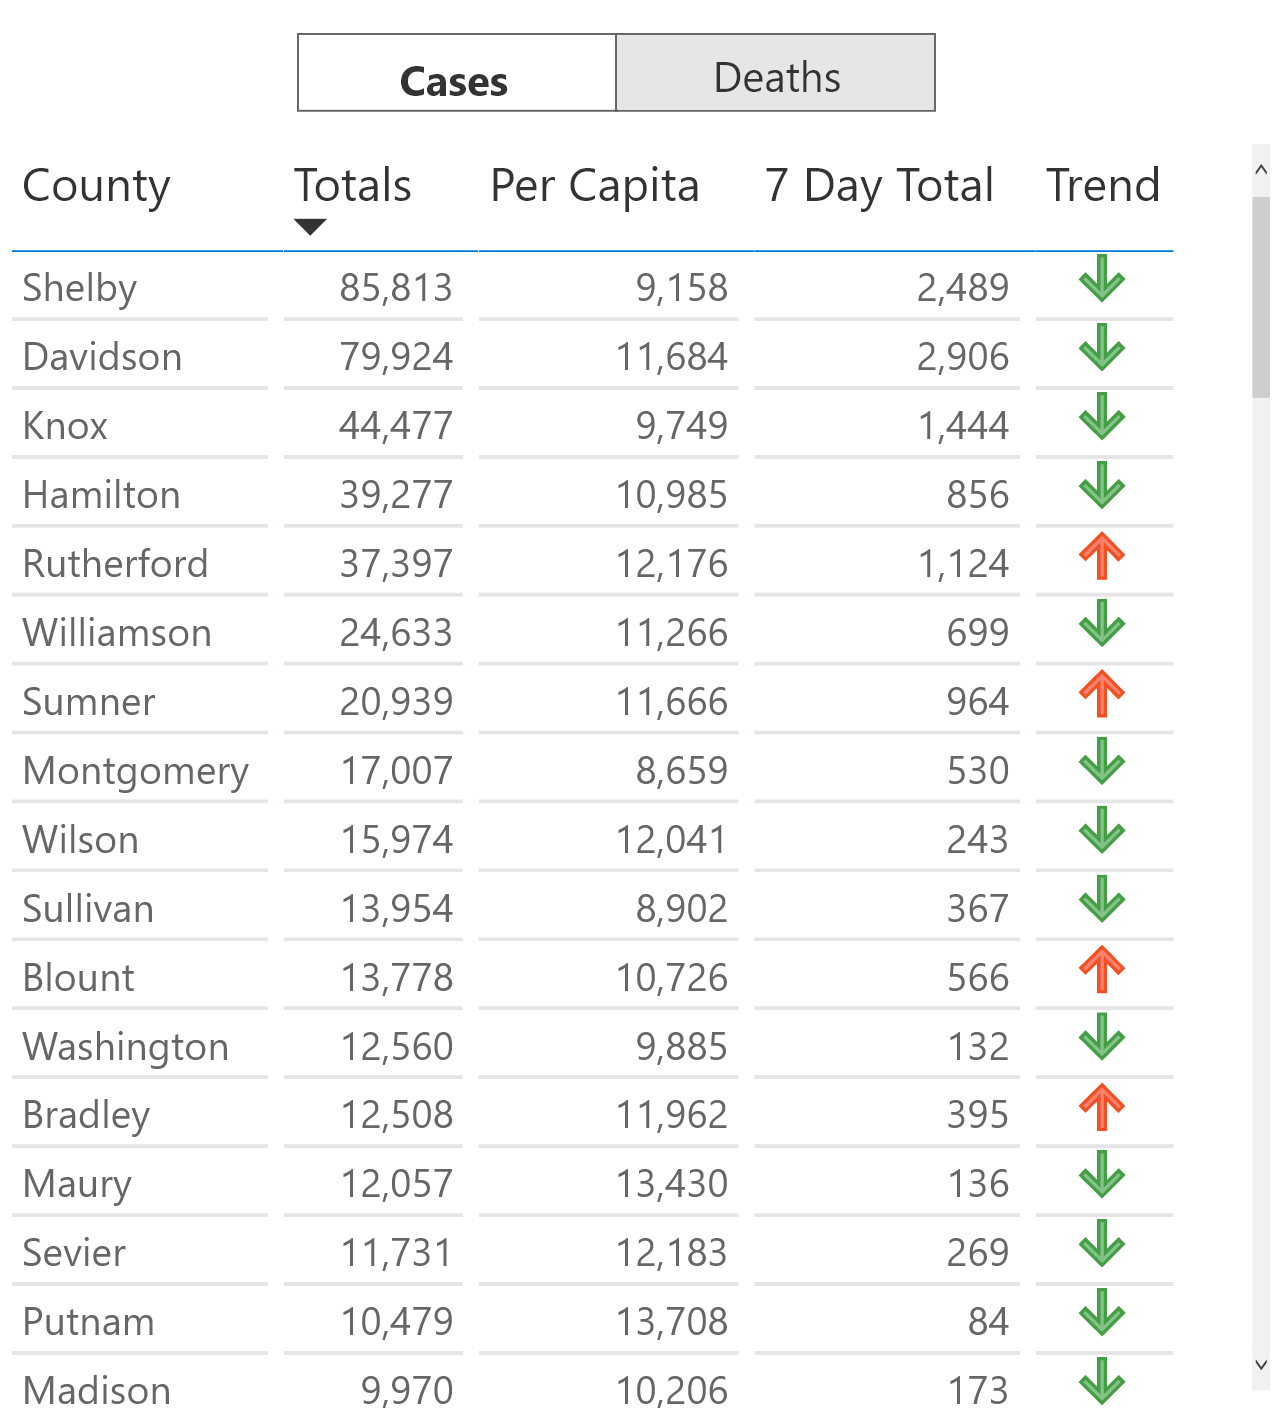 Cases Deaths
County Totals Per Capita 7 Day Total Trend
Shelby 85,813 9,158 2,489
Davidson 79,924 11,684 2,906
Knox 44,477 9,749 1,444
Hamilton 39,277 10,985 856
Rutherford 37,397 12,176 1,124
Williamson 24,633 11,266 699
Sumner 20,939 11,666 964
Montgomery 17,007 8,659 530
Wilson 15,974 12,041 243
Sullivan 13,954 8,902 367
Blount 13,778 10,726 566
Washington 12,560 9,885 132
Bradley 12,508 11,962 395
Maury 12,057 13,430 136
Sevier 11,731 12,183 269
Putnam 10,479 13,708 84
Madison 9,970 10,206 173